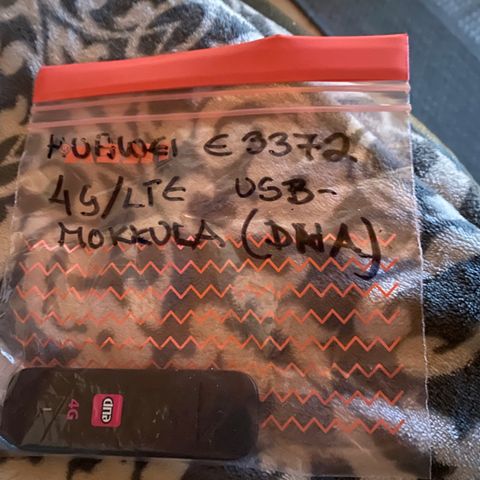 HUAWEI E3372
4G/LTE USB-
MOKKULA (DNA)
4G
dna